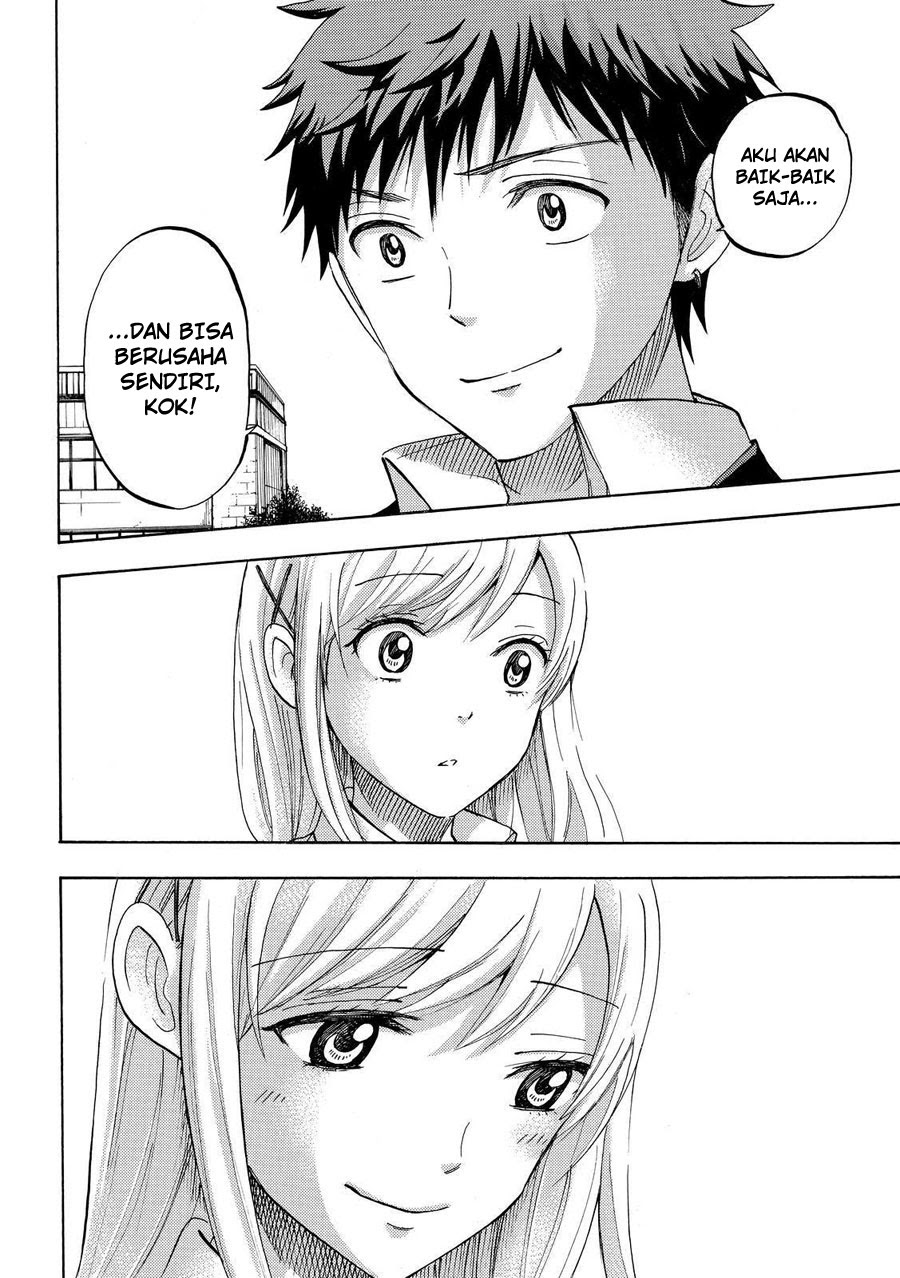 AKU AKAN
BAIK-BAIK
SAJA...
...DAN BISA
BERUSAHA
SENDIRI,
KOK!